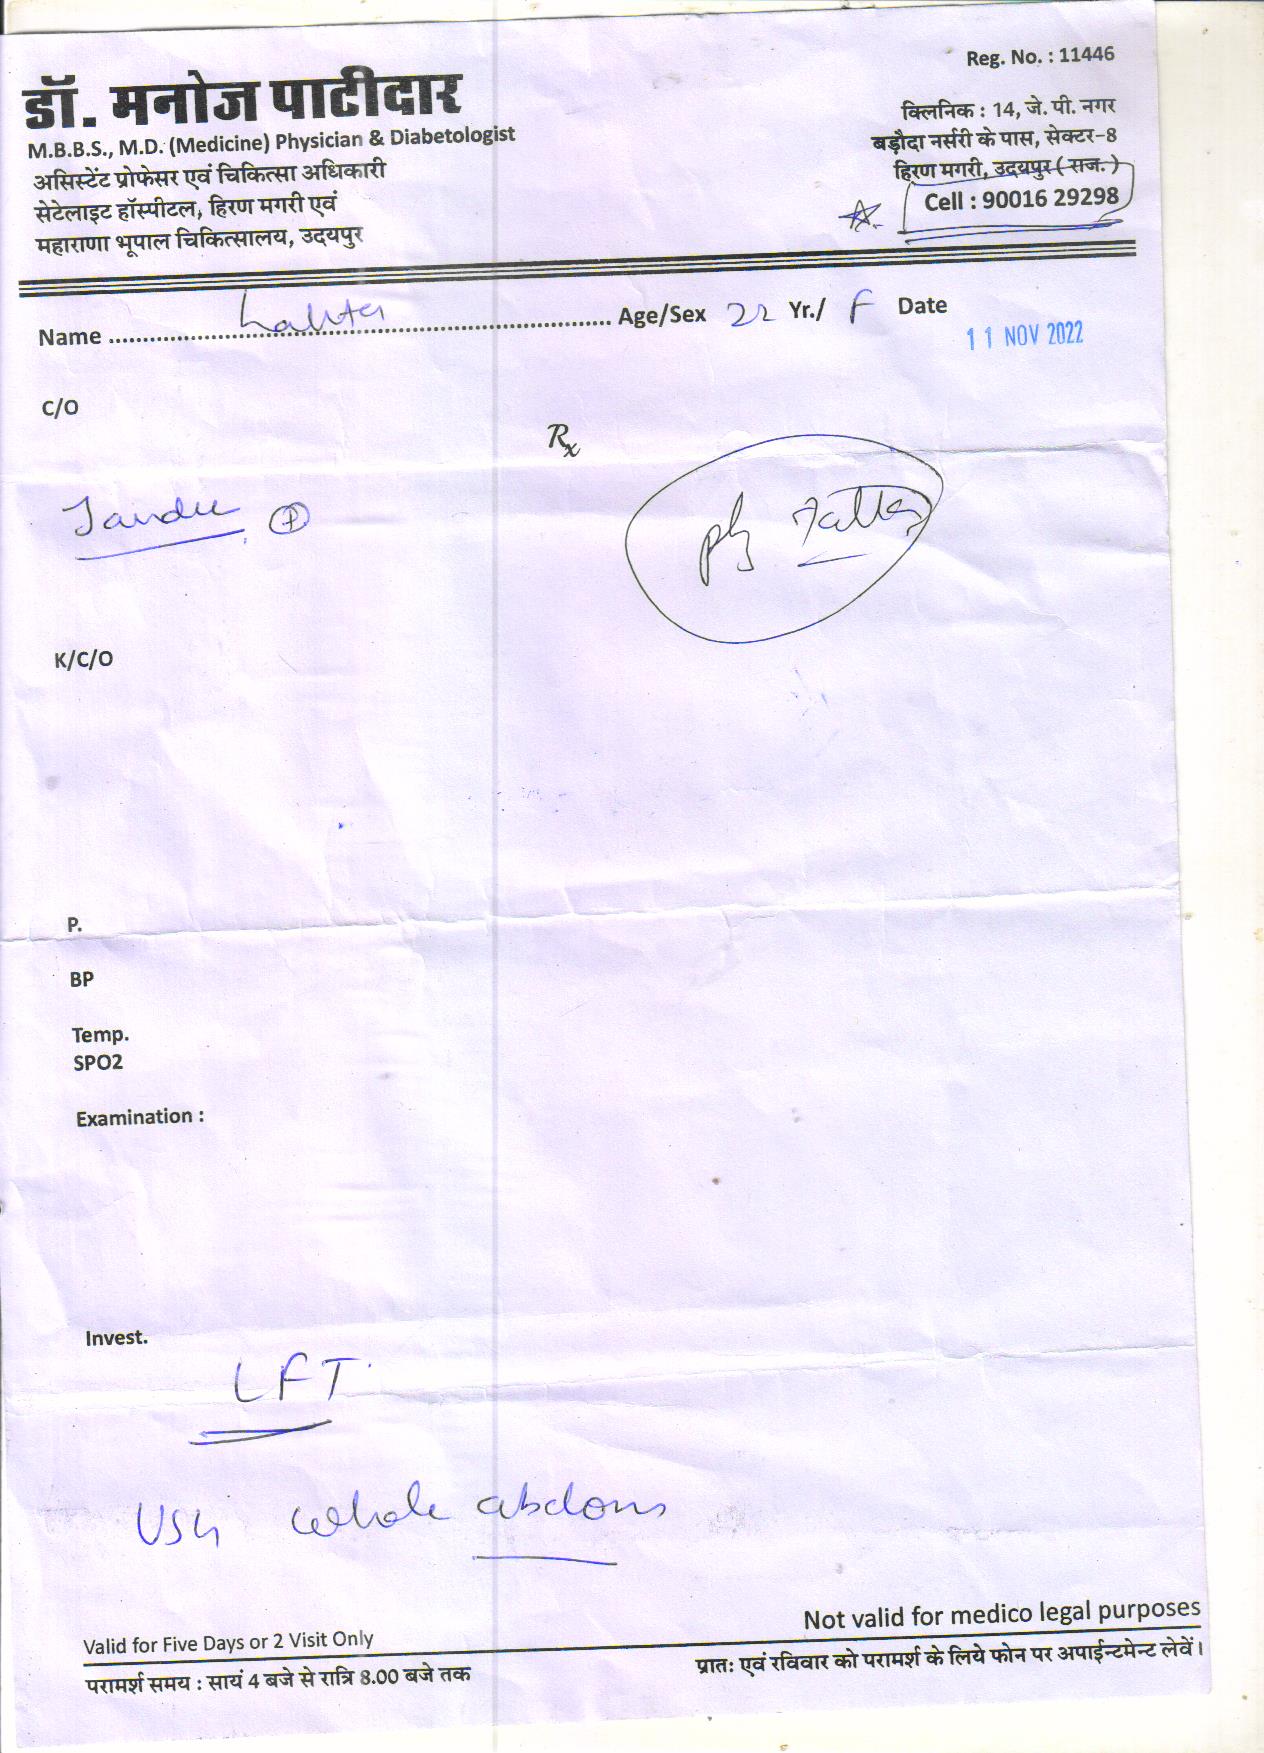 Reg. No. : 11446
डॉ. मनोज पाटीदार
M.B.B.S., M.D. (Medicine) Physician & Diabetologist
असिस्टेंट प्रोफेसर एवं चिकित्सा अधिकारी
सेटेलाइट हॉस्पीटल, हिरण मगरी एवं
महाराणा भूपाल चिकित्सालय, उदयपुर
क्लिनिक : 14, जे. पी. नगर
बड़ौदा नर्सरी के पास, सेक्टर-8
हिरण मगरी, उदयपुर ( राज. )
Cell : 90016 29298
Name Age/Sex 22 Yr./ F Date
11 NOV 2022
C/O
Rx
K/C/O
P.
BP
Temp.
SPO2
Examination :
Invest.
LFT
USG whole abdomen
Not valid for medico legal purposes
Valid for Five Days or 2 Visit Only
परामर्श समय : सायं 4 बजे से रात्रि 8.00 बजे तक
प्रातः एवं रविवार को परामर्श के लिये फोन पर अपाईन्टमेन्ट लेवें।